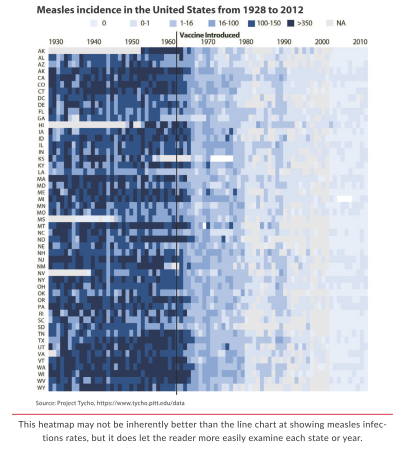 Measles incidence in the United States from 1928 to 2012
0 0-1 1-16 16-100 100-150 >350 NA
Vaccine Introduced
1930 1940 1950 1960 1970 1980 1990 2000 2010
AL
AZ
CA
CO
CT
DC
DE
FL
GA
HI
IA
ID
IL
IN
KS
KY
LA
MA
MD
ME
MI
MN
MO
MS
MT
NC
ND
NE
NH
NJ
NM
NV
NY
OH
OR
PA
RI
SC
SD
TN
TX
UT
VA
VT
WA
WI
WV
WY
Source: Project Tycho, https://www.tycho.pitt.edu/data
This heatmap may not be inherently better than the line chart at showing measles infec-
tions rates, but it does let the reader more easily examine each state or year.